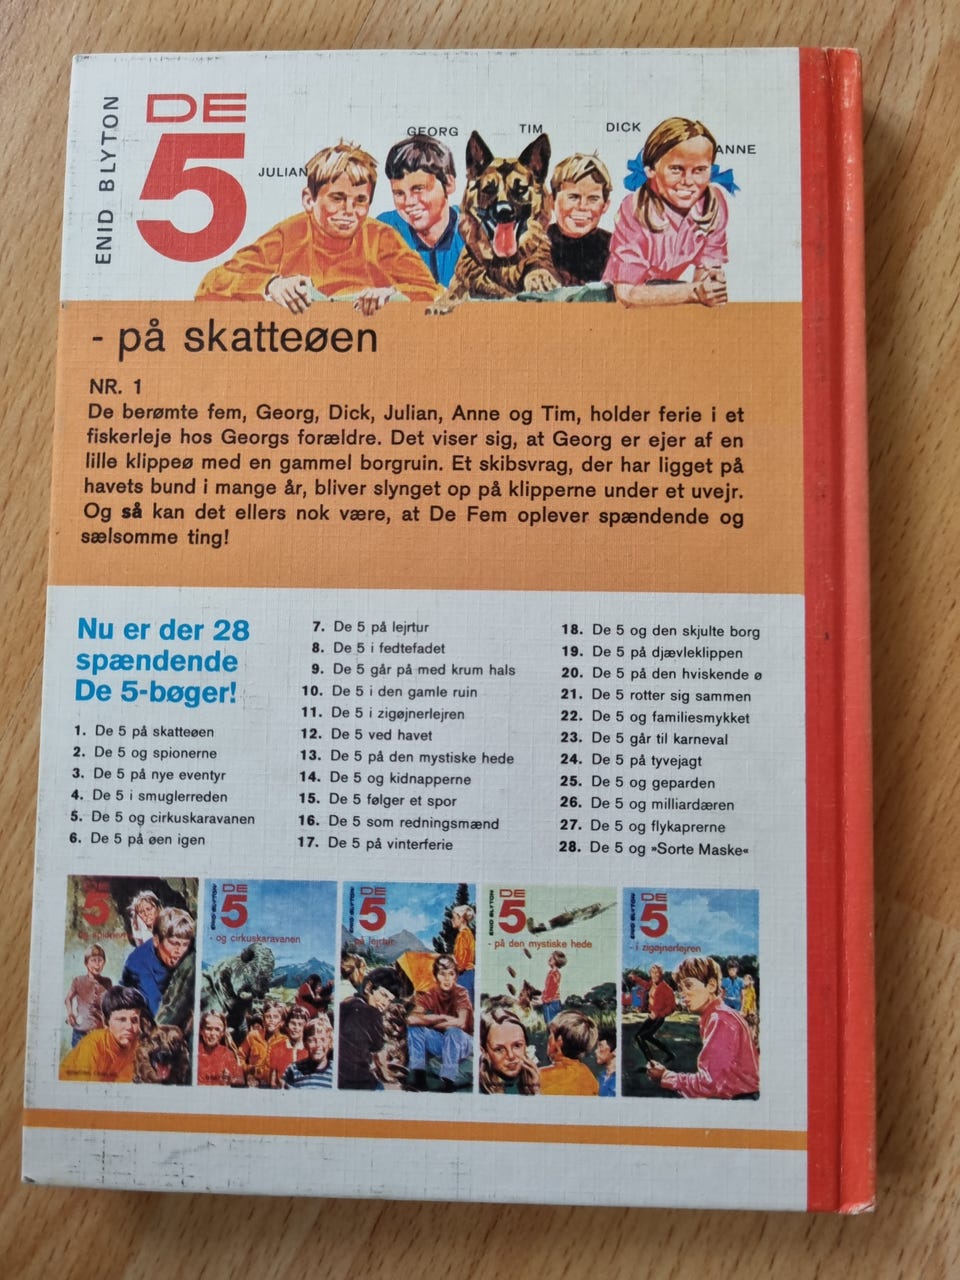 ENID BLYTON
DE
5
JULIAN
GEORG
TIM
DICK
ANNE
- på skatteøen
NR. 1
De berømte fem, Georg, Dick, Julian, Anne og Tim, holder ferie i et
fiskerleje hos Georgs forældre. Det viser sig, at Georg er ejer af en
lille klippeø med en gammel borgruin. Et skibsvrag, der har ligget på
havets bund i mange år, bliver slynget op på klipperne under et uvejr.
Og så kan det ellers nok være, at De Fem oplever spændende og
sælsomme ting!
Nu er der 28
spændende
De 5-bøger!
1. De 5 på skatteøen
2. De 5 og spionerne
3. De 5 på nye eventyr
4. De 5 i smuglerreden
5. De 5 og cirkuskaravanen
6. De 5 på øen igen
7. De 5 på lejrtur
8. De 5 i fedtefadet
9. De 5 går på med krum hals
10. De 5 i den gamle ruin
11. De 5 i zigøjnerlejren
12. De 5 ved havet
13. De 5 på den mystiske hede
14. De 5 og kidnapperne
15. De 5 følger et spor
16. De 5 som redningsmænd
17. De 5 på vinterferie
18. De 5 og den skjulte borg
19. De 5 på djævleklippen
20. De 5 på den hviskende ø
21. De 5 rotter sig sammen
22. De 5 og familiesmykket
23. De 5 går til karneval
24. De 5 på tyvejagt
25. De 5 og geparden
26. De 5 og milliardæren
27. De 5 og flykaprerne
28. De 5 og »Sorte Maske«
DE
5
ENID BLYTON
DE
5
- og cirkuskaravanen
ENID BLYTON
DE
5
på lejrtur
ENID BLYTON
DE
5
- på den mystiske hede
ENID BLYTON
DE
5
- i zigøjnerlejren